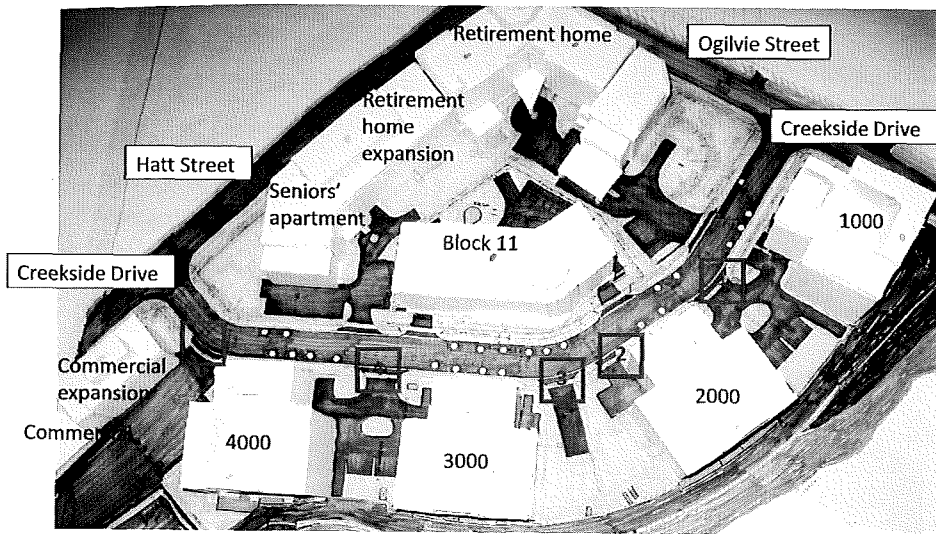 Retirement home
Ogilvie Street
Retirement
home
expansion
Creekside Drive
Hatt Street
Seniors'
apartment
1000
Block 11
Creekside Drive
2
3
Commercial
expansion
2000
4000
3000